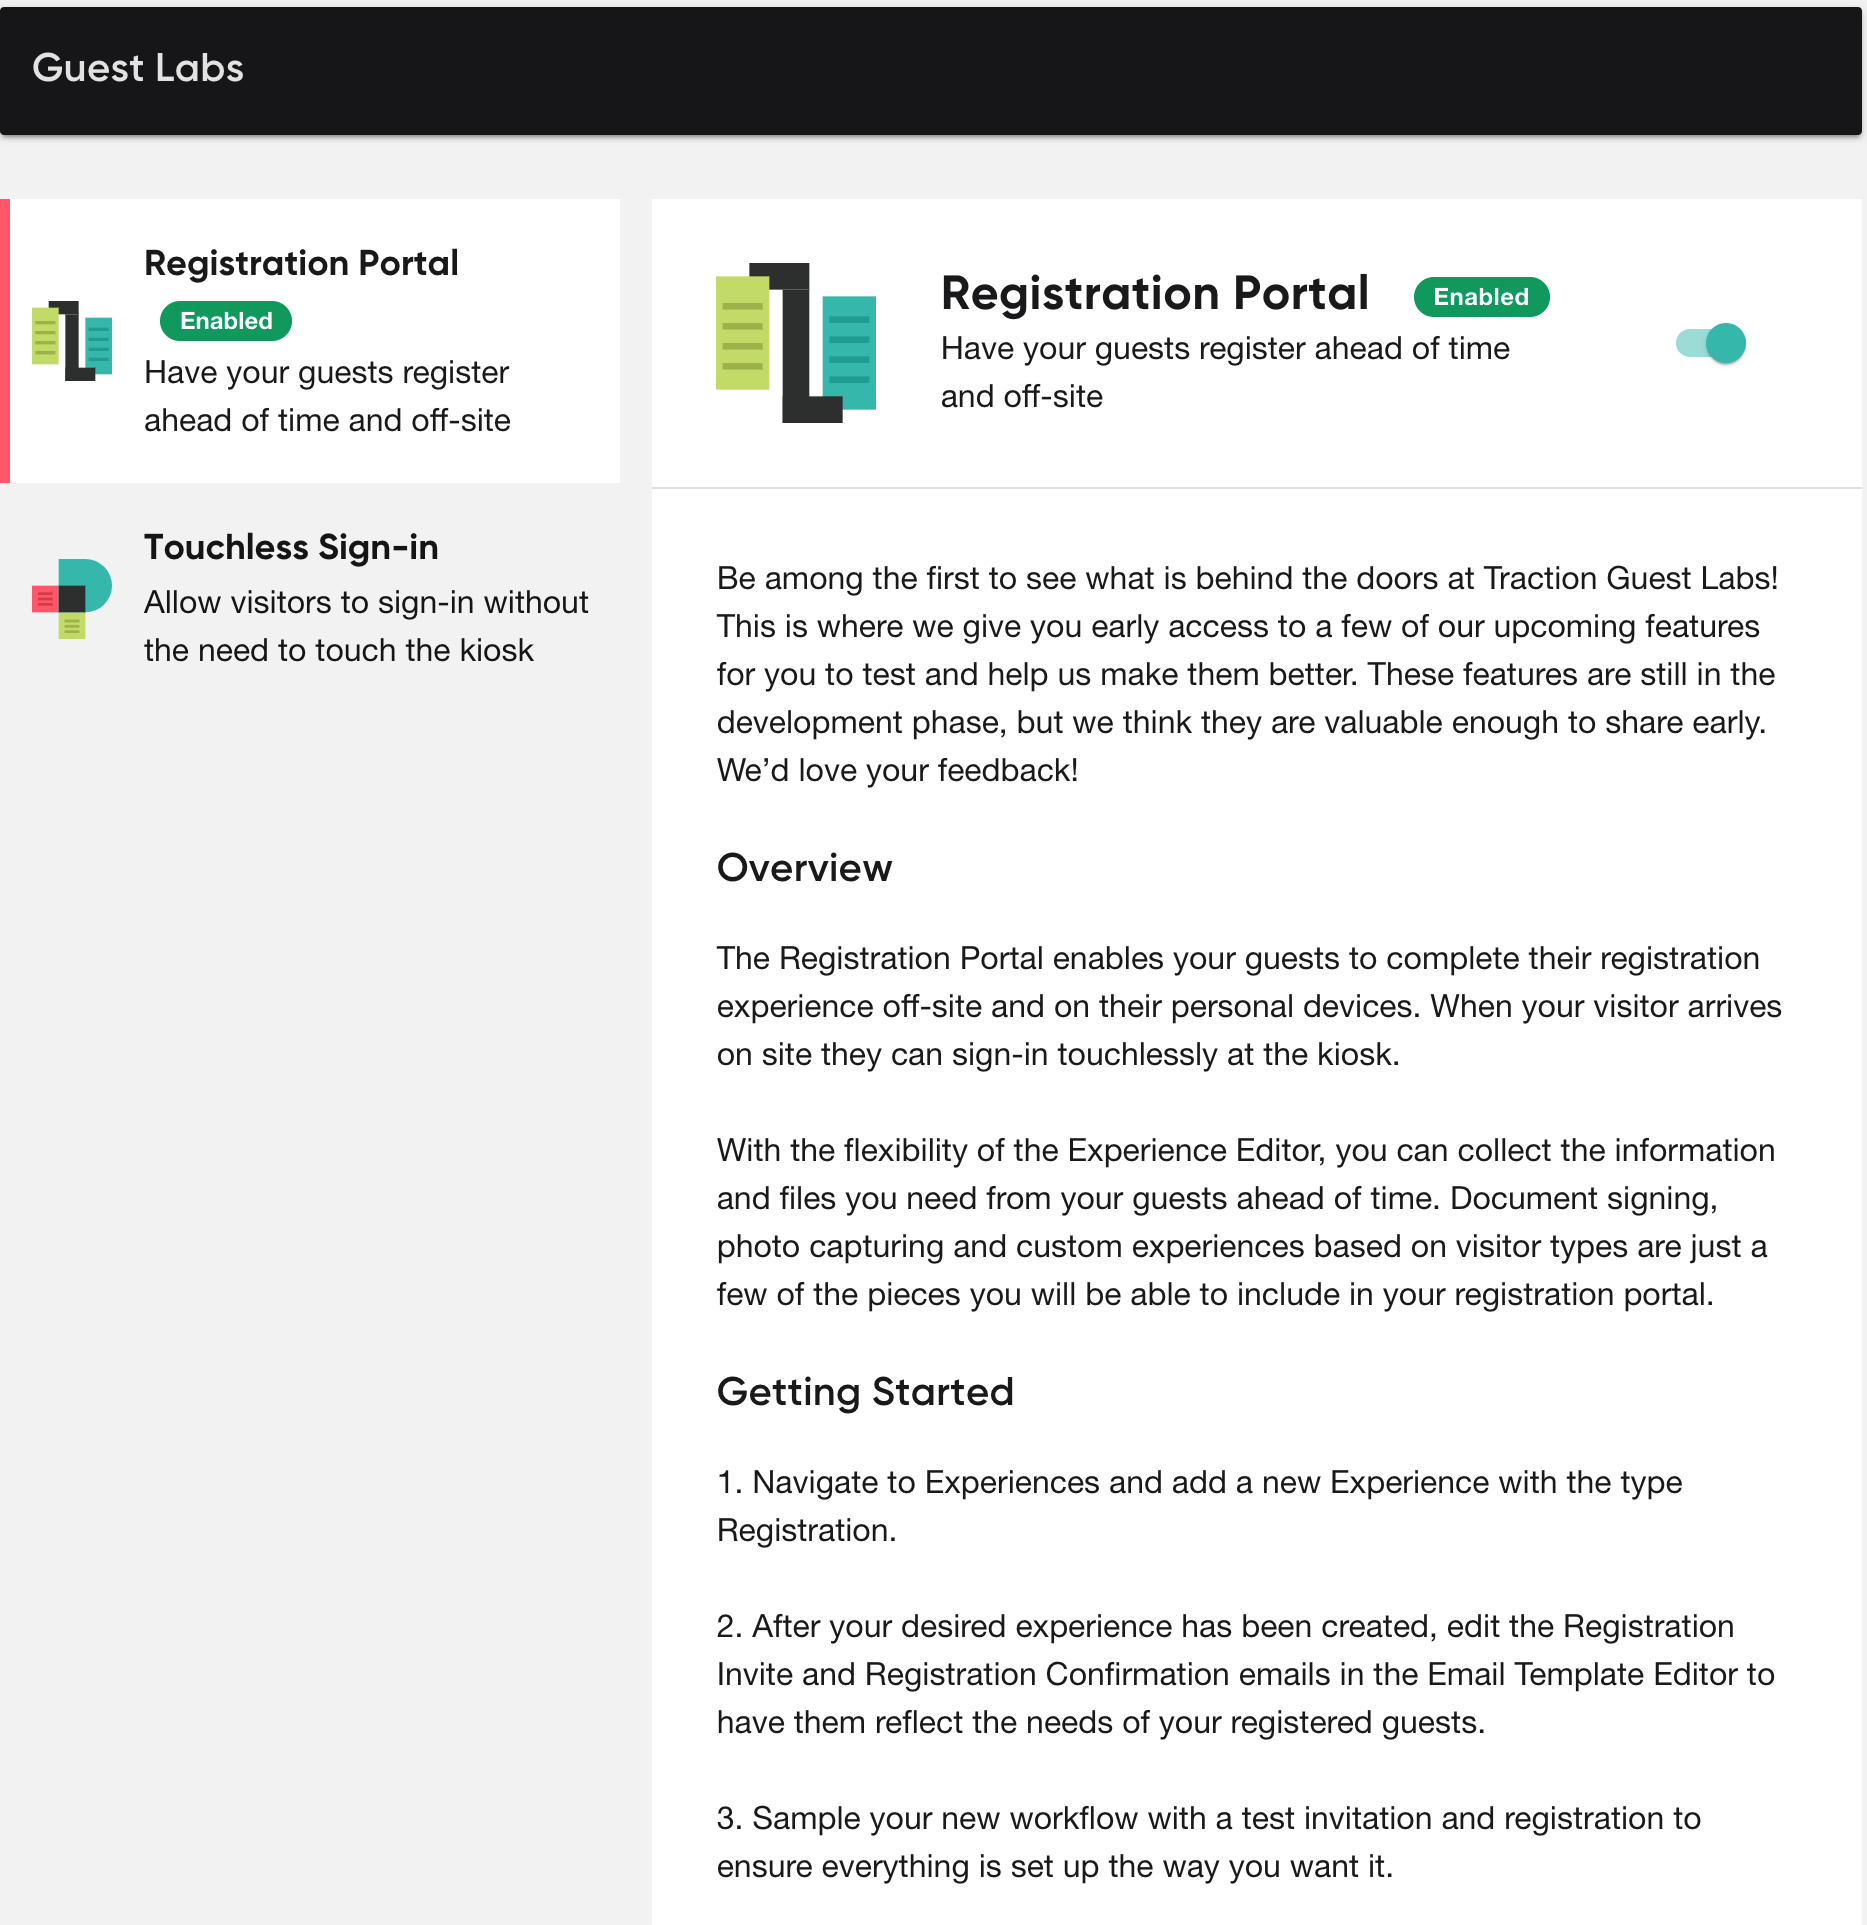 Guest Labs
Registration Portal
Enabled
Have your guests register
ahead of time and off-site
Touchless Sign-in
Allow visitors to sign-in without
the need to touch the kiosk
Registration Portal Enabled
Have your guests register ahead of time
and off-site
Be among the first to see what is behind the doors at Traction Guest Labs!
This is where we give you early access to a few of our upcoming features
for you to test and help us make them better. These features are still in the
development phase, but we think they are valuable enough to share early.
We’d love your feedback!
Overview
The Registration Portal enables your guests to complete their registration
experience off-site and on their personal devices. When your visitor arrives
on site they can sign-in touchlessly at the kiosk.
With the flexibility of the Experience Editor, you can collect the information
and files you need from your guests ahead of time. Document signing,
photo capturing and custom experiences based on visitor types are just a
few of the pieces you will be able to include in your registration portal.
Getting Started
1. Navigate to Experiences and add a new Experience with the type
Registration.
2. After your desired experience has been created, edit the Registration
Invite and Registration Confirmation emails in the Email Template Editor to
have them reflect the needs of your registered guests.
3. Sample your new workflow with a test invitation and registration to
ensure everything is set up the way you want it.